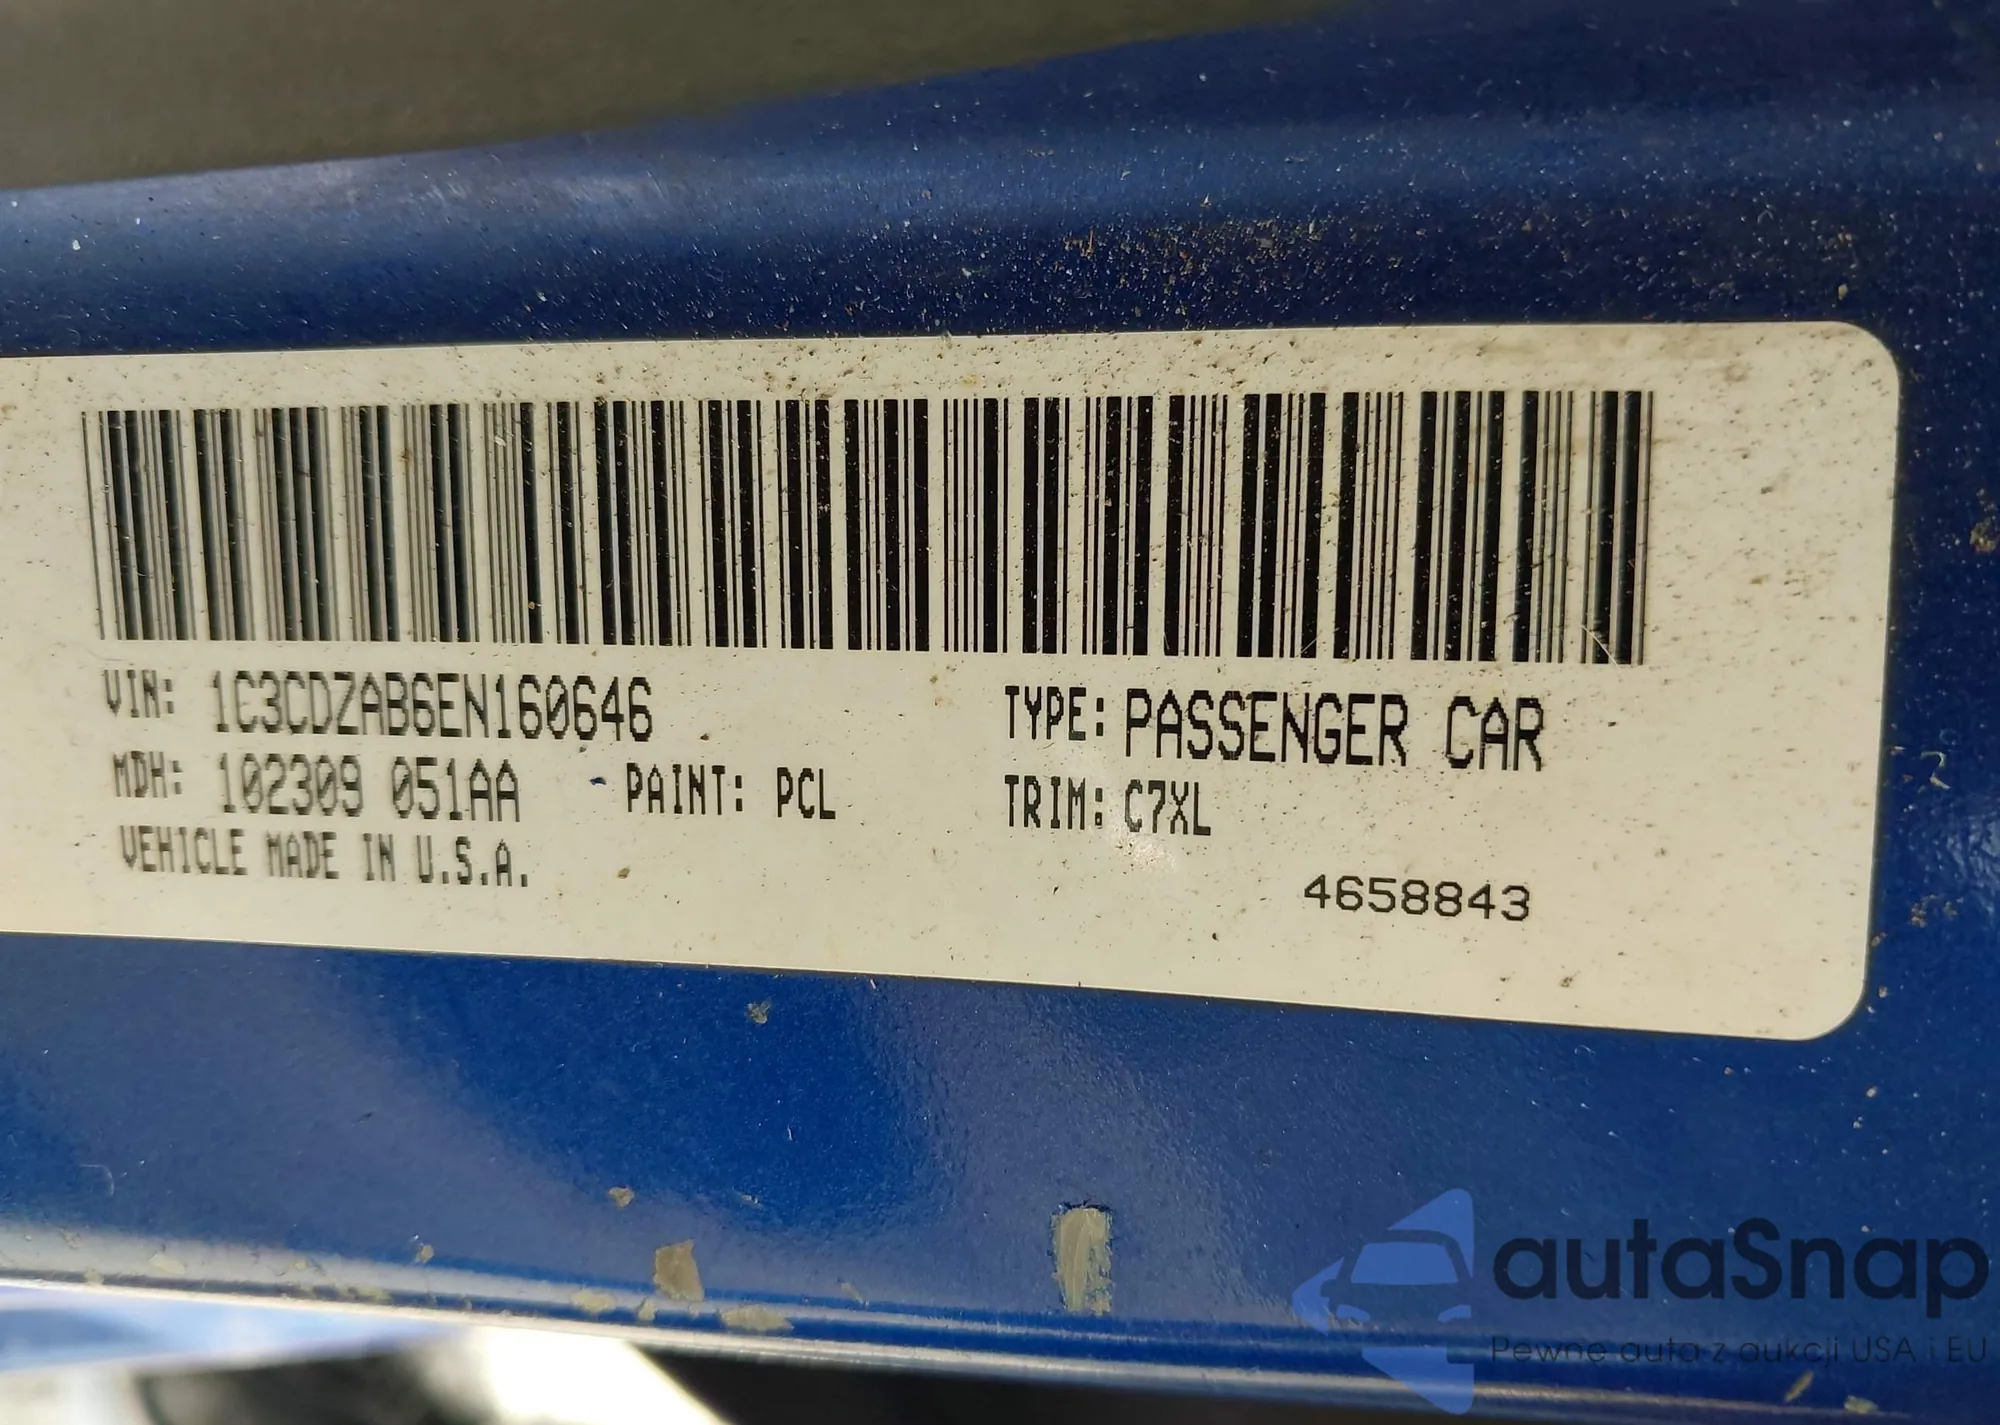 VIN: 1C3CDZAB6EN160646 TYPE: PASSENGER CAR
MDH: 102309 051AA PAINT: PCL TRIM: C7XL
VEHICLE MADE IN U.S.A.
4658843
autaSnap
Pewne auta z aukcji USA i EU